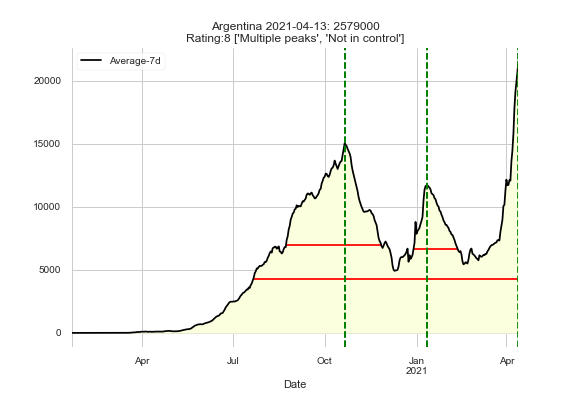 Argentina 2021-04-13: 2579000
Rating:8 ['Multiple peaks', 'Not in control']
Average-7d
20000
15000
10000
5000
0
Apr
Jul
Oct
Jan
2021
Apr
Date